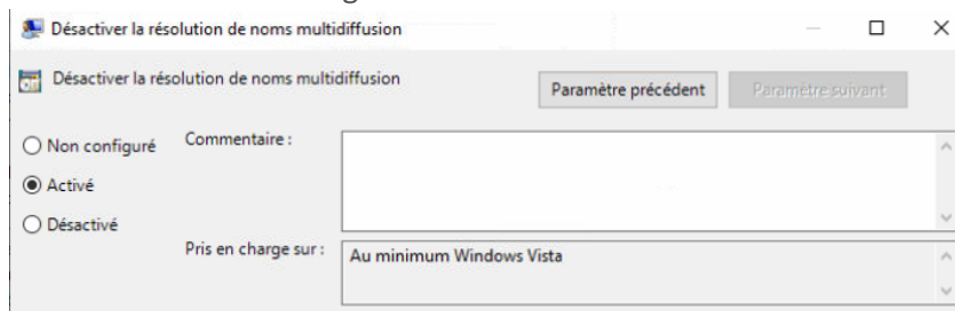 Désactiver la résolution de noms multidiffusion
Désactiver la résolution de noms multidiffusion
Paramètre précédent
Paramètre suivant
Non configuré
Commentaire :
Activé
Désactivé
Pris en charge sur :
Au minimum Windows Vista